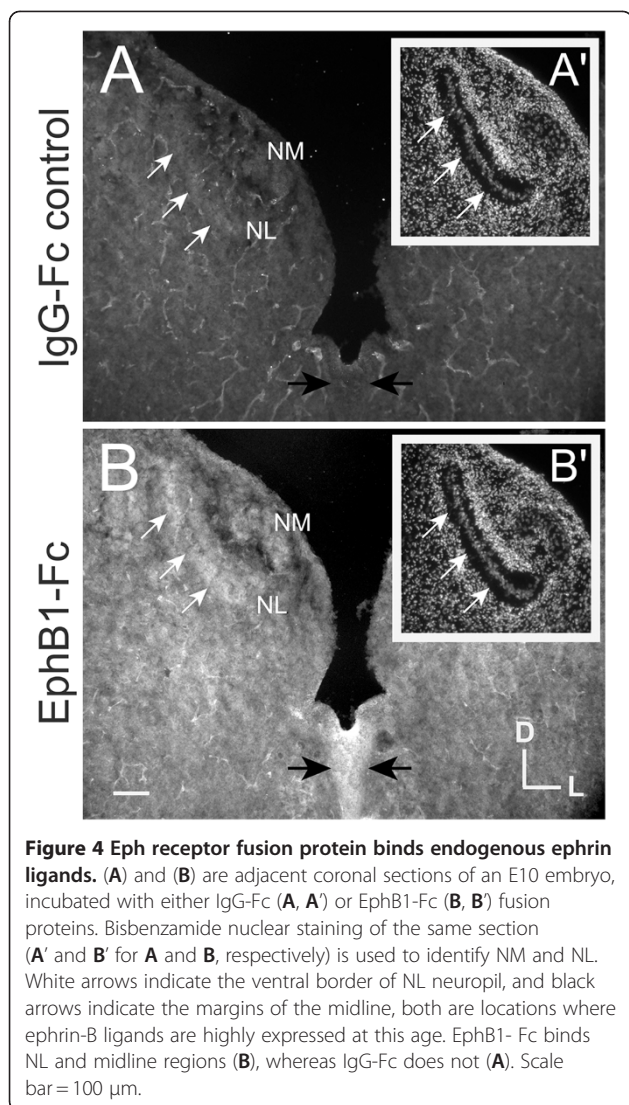 IgG-Fc control
A
NM
NL
A'
EphB1-Fc
B
NM
NL
B'
D
L
Figure 4 Eph receptor fusion protein binds endogenous ephrin
ligands. (A) and (B) are adjacent coronal sections of an E10 embryo,
incubated with either IgG-Fc (A, A') or EphB1-Fc (B, B') fusion
proteins. Bisbenzamide nuclear staining of the same section
(A' and B' for A and B, respectively) is used to identify NM and NL.
White arrows indicate the ventral border of NL neuropil, and black
arrows indicate the margins of the midline, both are locations where
ephrin-B ligands are highly expressed at this age. EphB1- Fc binds
NL and midline regions (B), whereas IgG-Fc does not (A). Scale
bar = 100 μm.